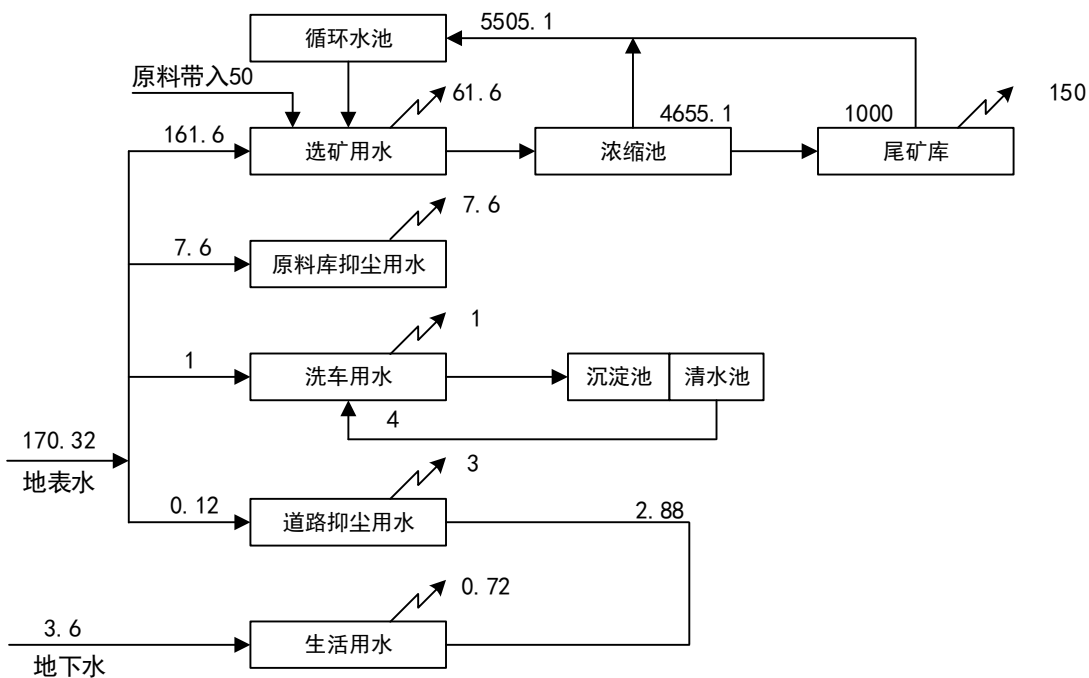 5505.1
循环水池
原料带入50
61.6
150
161.6
选矿用水
4655.1
浓缩池
1000
尾矿库
7.6
7.6
原料库抑尘用水
1
1
洗车用水
沉淀池
清水池
4
170.32
地表水
3
0.12
道路抑尘用水
2.88
0.72
3.6
生活用水
地下水